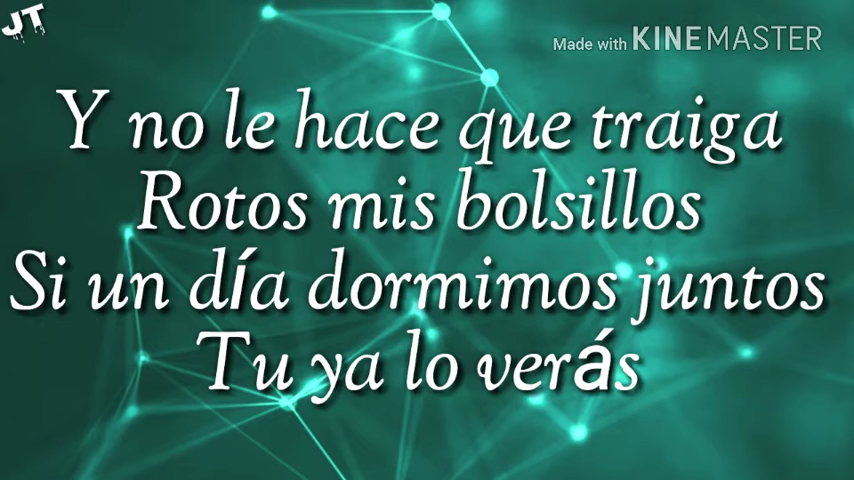 JT
Made with KINEMASTER
Y no le hace que traiga
Rotos mis bolsillos
Si un día dormimos juntos
Tu ya lo verás